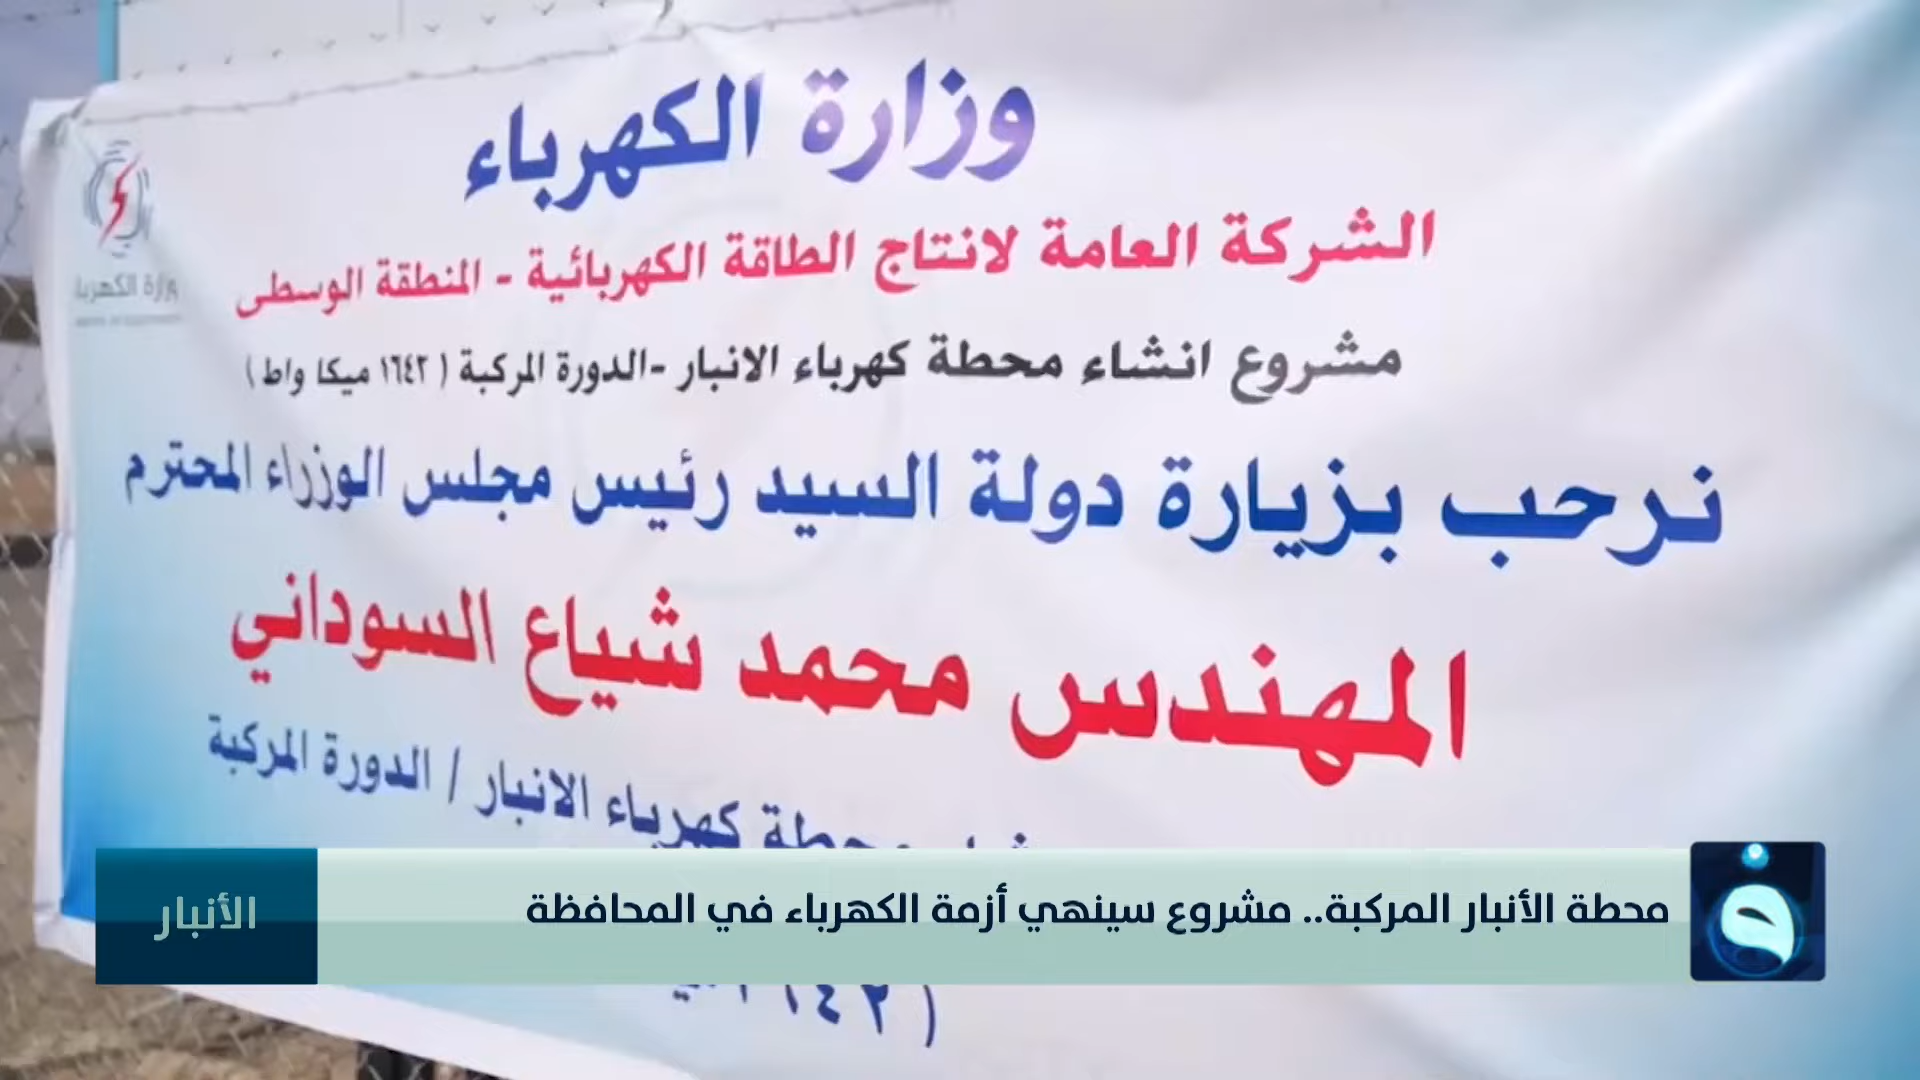 وزارة الكهرباء
وزارة الكهرباء
الشركة العامة لانتاج الطاقة الكهربائية - المنطقة الوسطى
مشروع انشاء محطة كهرباء الانبار -الدورة المركبة ( ١٦٤٢ ميكا واط )
نرحب بزيارة دولة السيد رئيس مجلس الوزراء المحترم
المهندس محمد شياع السوداني
محطة كهرباء الانبار / الدورة المركبة
محطة الأنبار المركبة.. مشروع سينهي أزمة الكهرباء في المحافظة
الأنبار